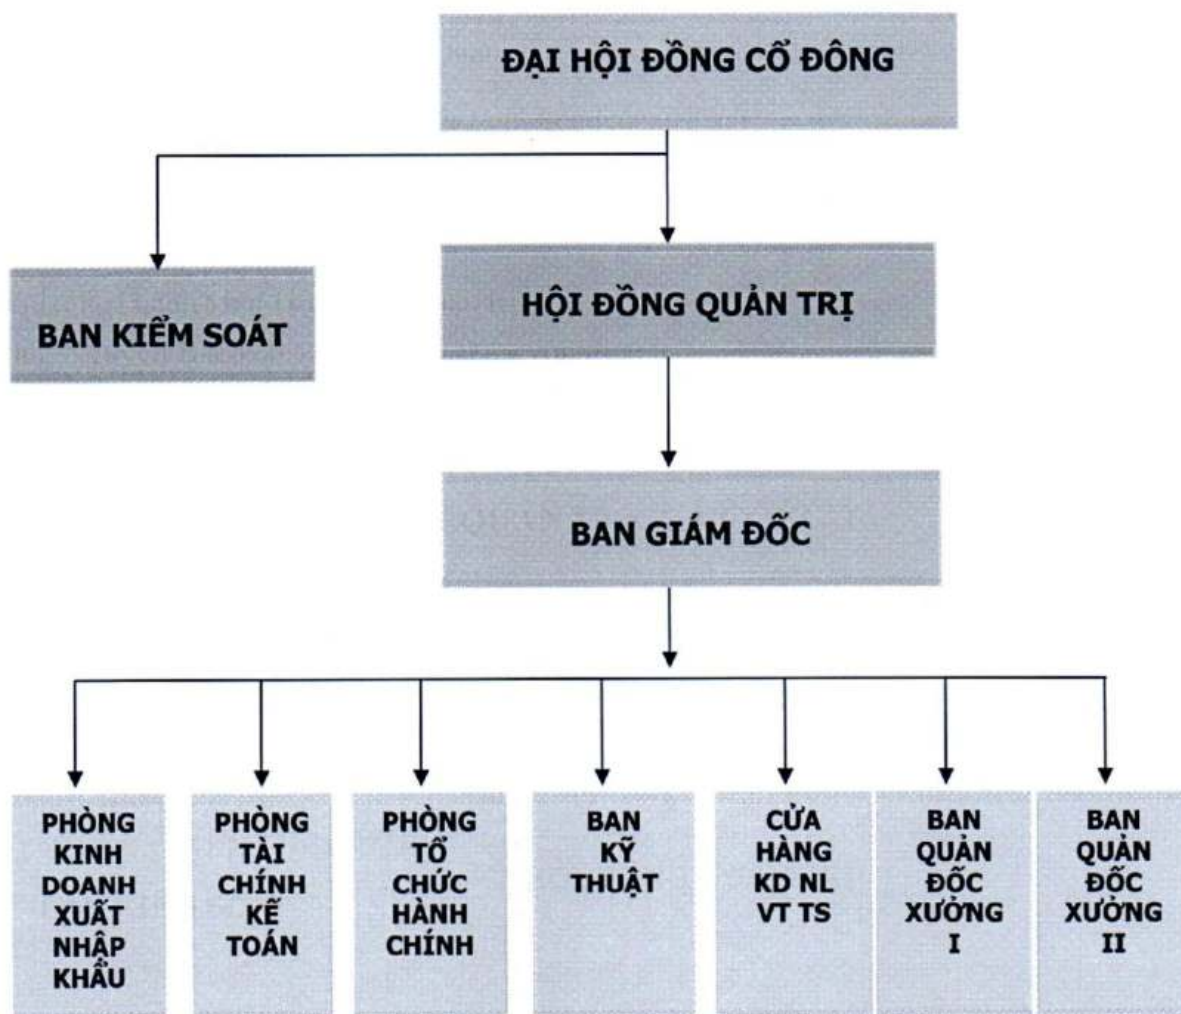 ĐẠI HỘI ĐỒNG CỔ ĐÔNG
BAN KIỂM SOÁT
HỘI ĐỒNG QUẢN TRỊ
BAN GIÁM ĐỐC
PHÒNG
KINH
DOANH
XUẤT
NHẬP
KHẨU
PHÒNG
TÀI
CHÍNH
KẾ
TOÁN
PHÒNG
TỔ
CHỨC
HÀNH
CHÍNH
BAN
KỸ
THUẬT
CỬA
HÀNG
KD NL
VT TS
BAN
QUẢN
ĐỐC
XƯỞNG
I
BAN
QUẢN
ĐỐC
XƯỞNG
II